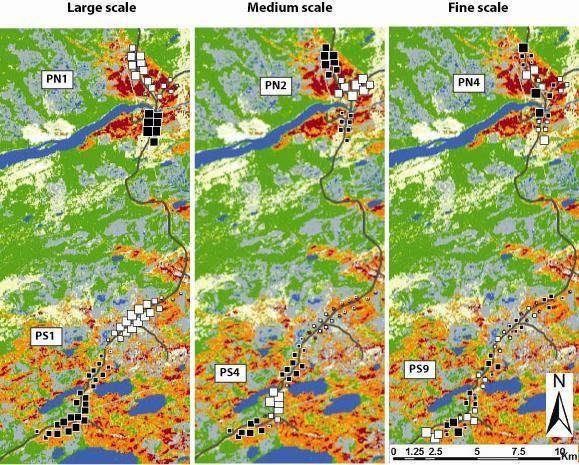 Large scale Medium scale Fine scale
PN1 PN2 PN4
PS1 PS4 PS9
N
0 1.25 2.5 5 7.5 10
Km